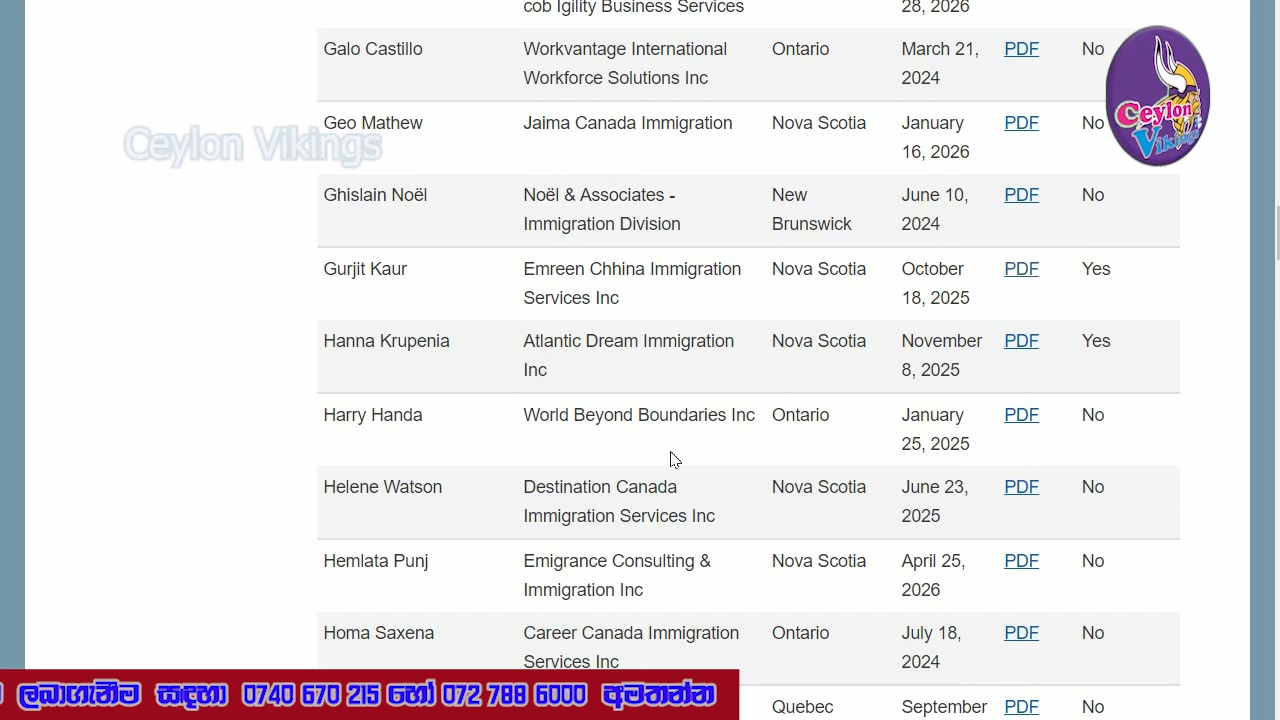 cob Igility Business Services 28, 2026
Galo Castillo Workvantage International Ontario March 21, PDF No
Workforce Solutions Inc 2024
Geo Mathew Jaima Canada Immigration Nova Scotia January PDF No
16, 2026
Ceylon Vikings
Ceylon
Vikings
Ghislain Noël Noël & Associates - New June 10, PDF No
Immigration Division Brunswick 2024
Gurjit Kaur Emreen Chhina Immigration Nova Scotia October PDF Yes
Services Inc 18, 2025
Hanna Krupenia Atlantic Dream Immigration Nova Scotia November PDF Yes
Inc 8, 2025
Harry Handa World Beyond Boundaries Inc Ontario January PDF No
25, 2025
Helene Watson Destination Canada Nova Scotia June 23, PDF No
Immigration Services Inc 2025
Hemlata Punj Emigrance Consulting & Nova Scotia April 25, PDF No
Immigration Inc 2026
Homa Saxena Career Canada Immigration Ontario July 18, PDF No
Services Inc 2024
Quebec September PDF No
ලබාගැනීම සඳහා 0740 670 215 හෝ 072 788 6000 අමතන්න